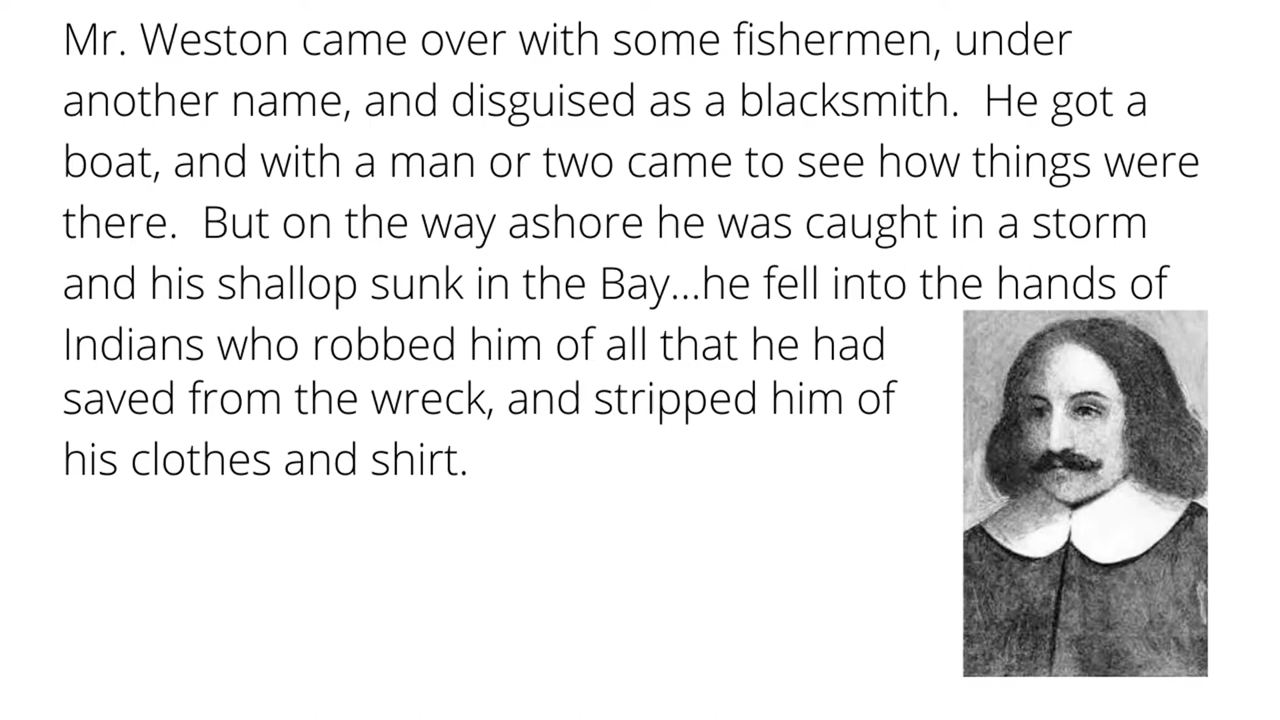 Mr. Weston came over with some fishermen, under
another name, and disguised as a blacksmith.  He got a
boat, and with a man or two came to see how things were
there.  But on the way ashore he was caught in a storm
and his shallop sunk in the Bay...he fell into the hands of
Indians who robbed him of all that he had
saved from the wreck, and stripped him of
his clothes and shirt.